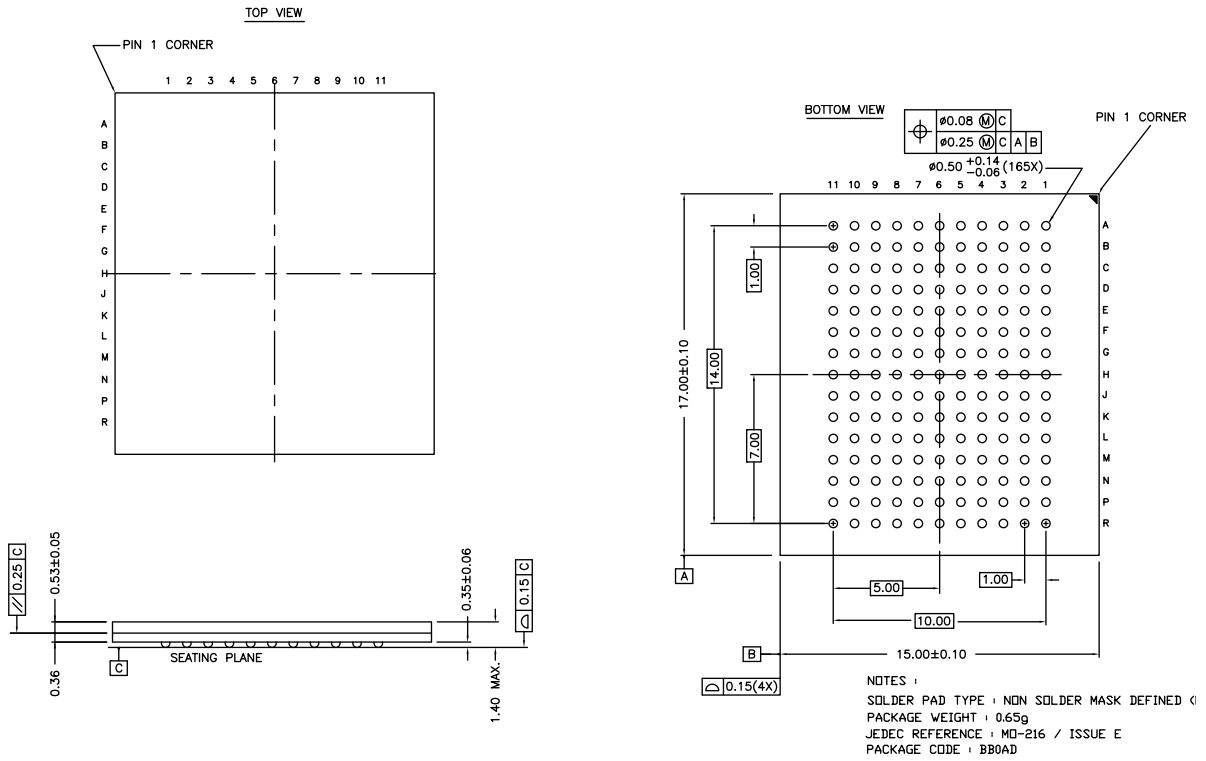 TOP VIEW
PIN 1 CORNER
1 2 3 4 5 6 7 8 9 10 11
A
B
C
D
E
F
G
H
J
K
L
M
N
P
R
BOTTOM VIEW
ø0.08 Ⓜ C
ø0.25 Ⓜ C A B
PIN 1 CORNER
ø0.50 +0.14 -0.06 (165X)
11 10 9 8 7 6 5 4 3 2 1
A
B
C
D
E
F
G
H
J
K
L
M
N
P
R
1.00
14.00
17.00±0.10
7.00
A
5.00
1.00
10.00
B
15.00±0.10
0.15(4X)
// 0.25 C
0.53±0.05
0.36
C
SEATING PLANE
0.35±0.06
0.15 C
1.40 MAX.
NOTES :
SOLDER PAD TYPE : NON SOLDER MASK DEFINED (
PACKAGE WEIGHT : 0.65g
JEDEC REFERENCE : MO-216 / ISSUE E
PACKAGE CODE : BB0AD